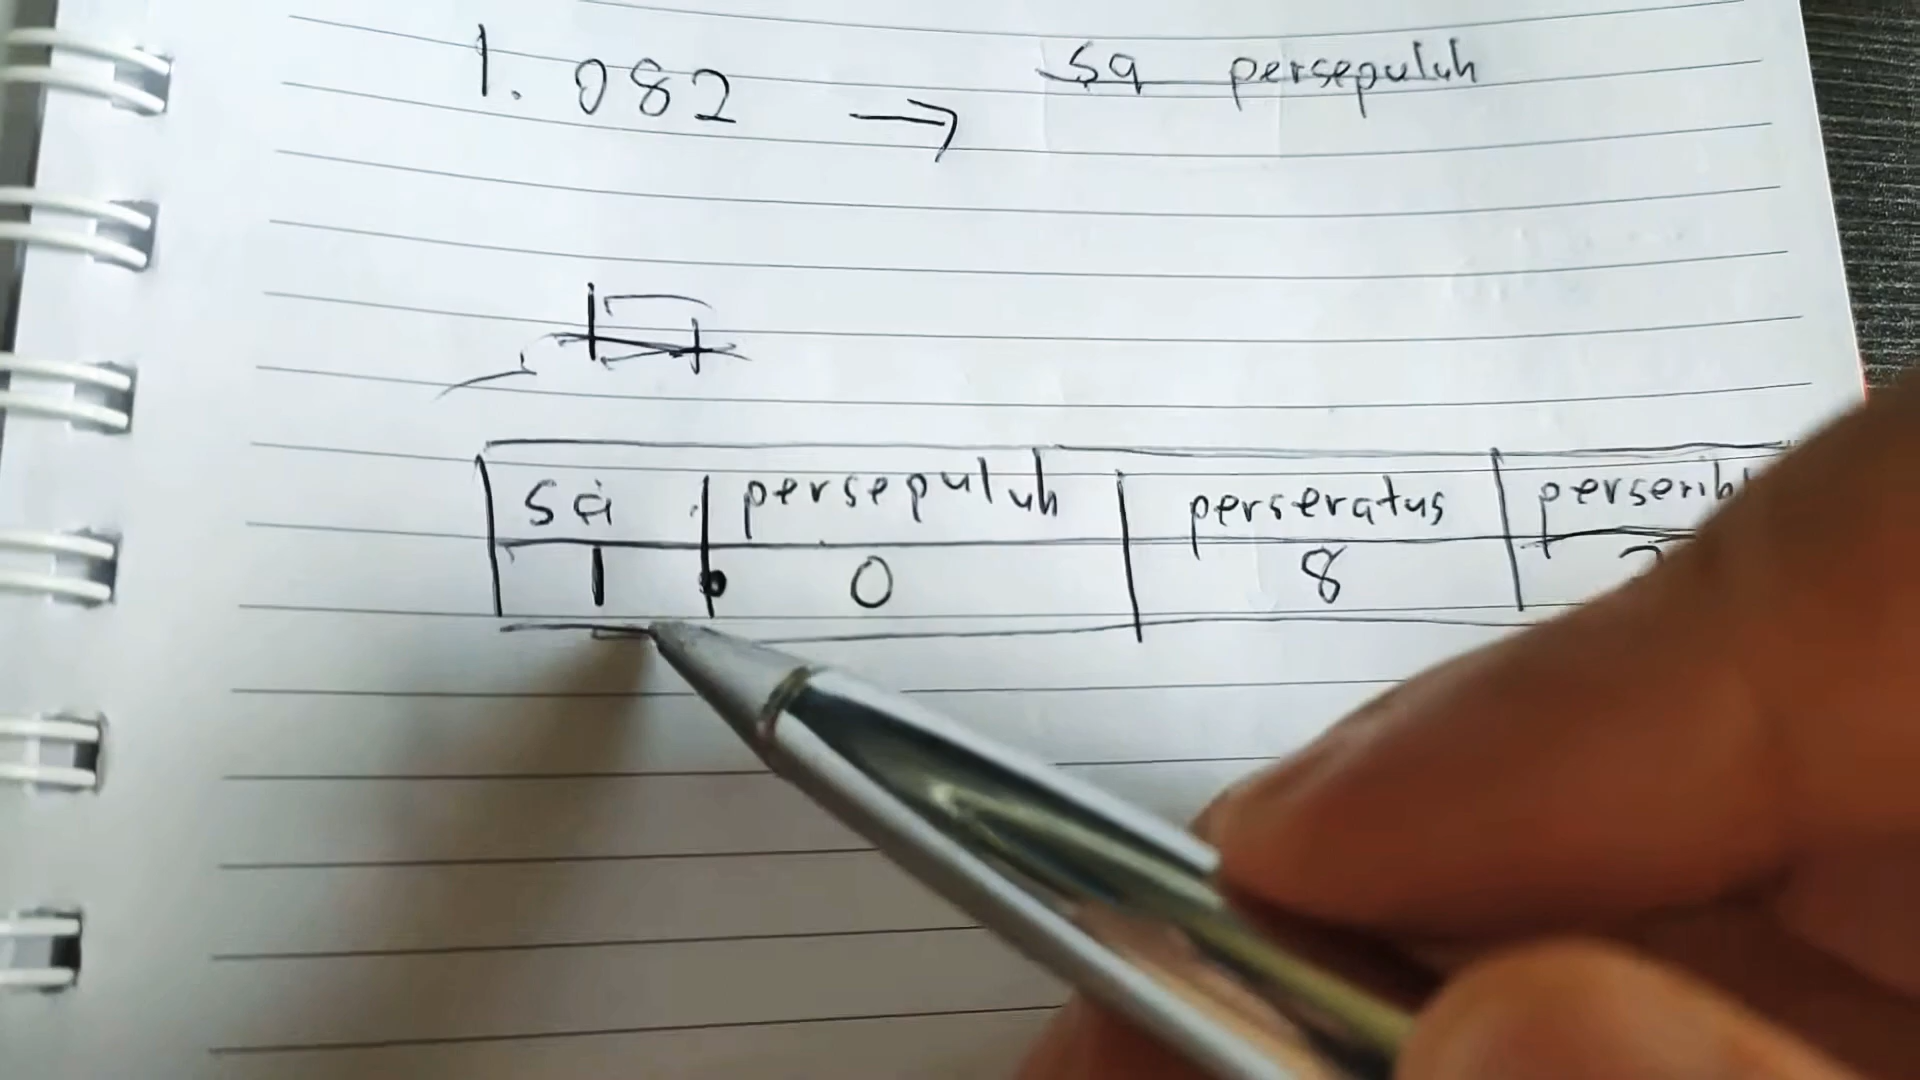 1.082 → sa persepuluh
sa persepuluh perseratus
1 . 0 8